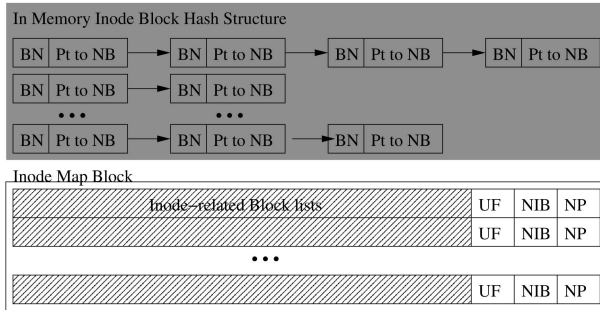 In Memory Inode Block Hash Structure
BN Pt to NB BN Pt to NB BN Pt to NB BN Pt to NB
BN Pt to NB BN Pt to NB
•••
BN Pt to NB BN Pt to NB BN Pt to NB
Inode Map Block
Inode-related Block lists UF NIB NP
UF NIB NP
•••
UF NIB NP